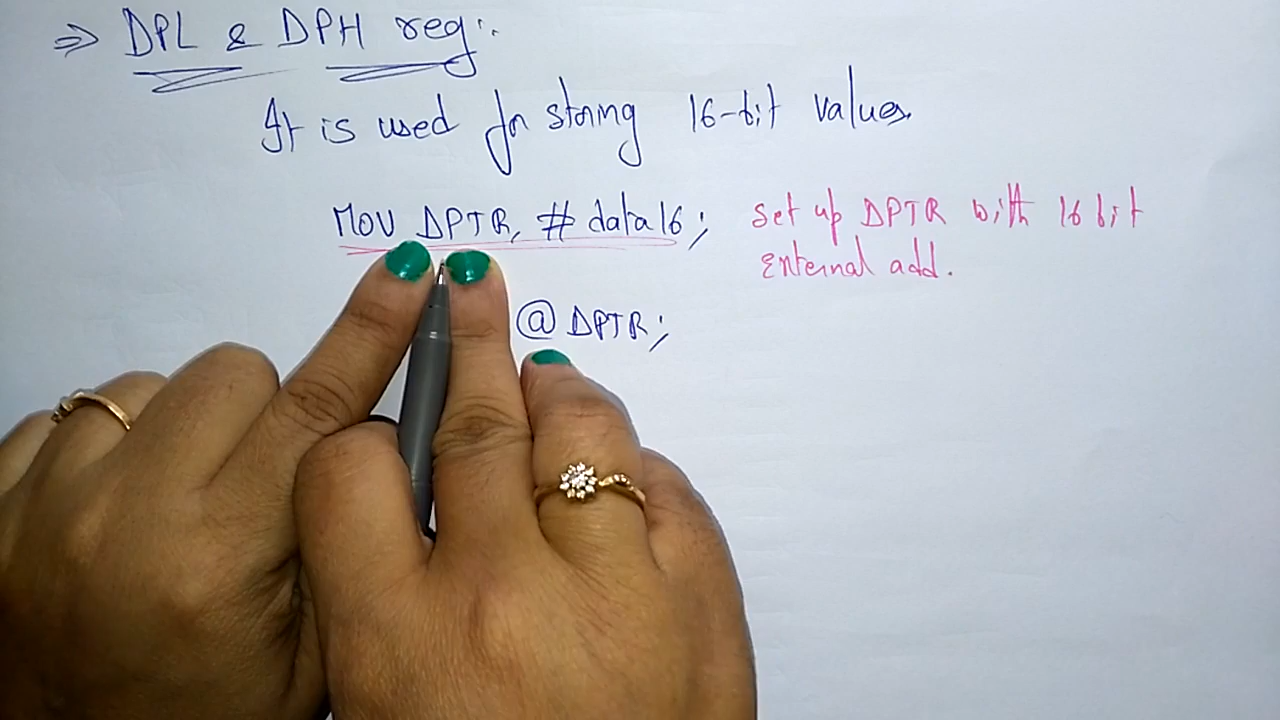 ⇒ DPL & DPH reg:.
It is used for storing 16-bit values.
MOV DPTR, # data16; set up DPTR with 16 bit
external add.
@ DPTR;